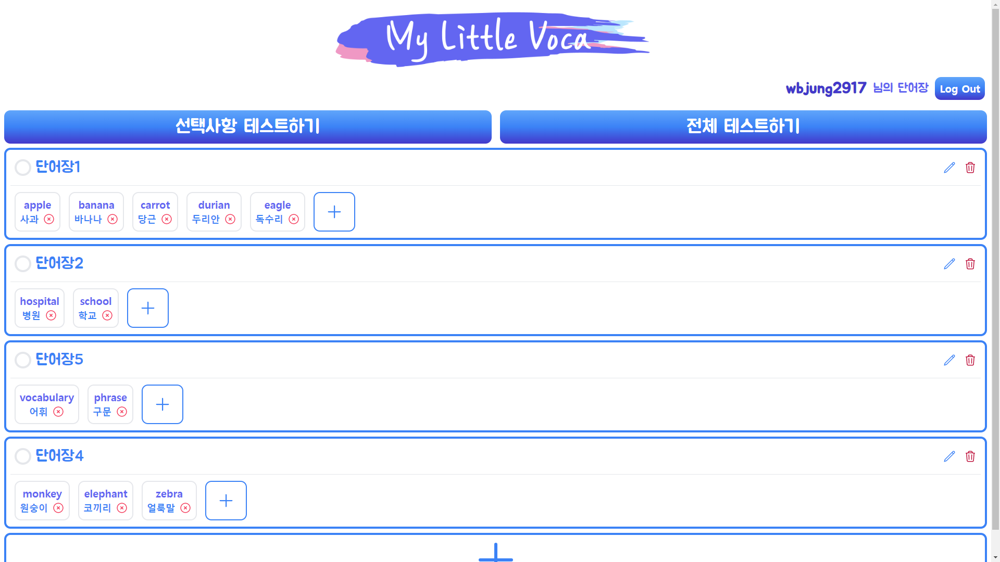 My Little Voca
wbjung2917 님의 단어장 Log Out
선택사항 테스트하기 전체 테스트하기
단어장1
apple banana carrot durian eagle
사과 바나나 당근 두리안 독수리
단어장2
hospital school
병원 학교
단어장5
vocabulary phrase
어휘 구문
단어장4
monkey elephant zebra
원숭이 코끼리 얼룩말